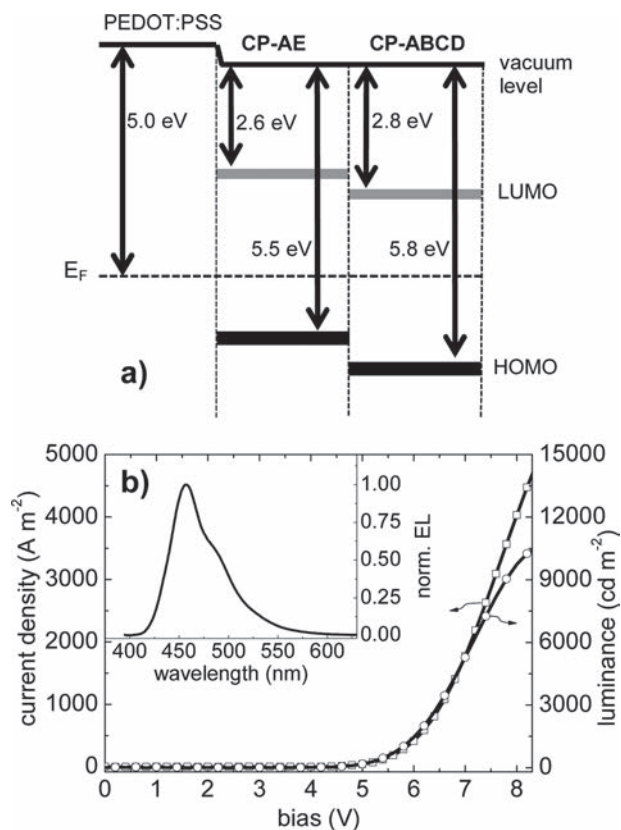 PEDOT:PSS
CP-AE
CP-ABCD
vacuum
level
5.0 eV
2.6 eV
2.8 eV
LUMO
5.5 eV
5.8 eV
E_F
a)
HOMO
b)
5000
4000
3000
2000
1000
0
current density (A m⁻²)
15000
12000
9000
6000
3000
0
luminance (cd m⁻²)
1.00
0.75
0.50
0.25
0.00
norm. EL
400 450 500 550 600
wavelength (nm)
0 1 2 3 4 5 6 7 8
bias (V)